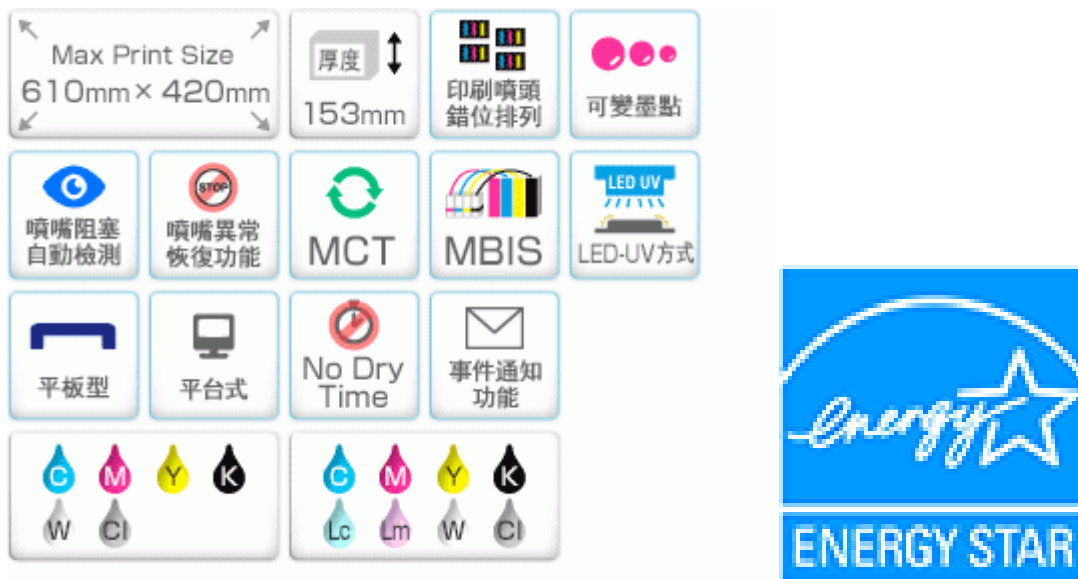 Max Print Size
610mm×420mm
厚度
153mm
印刷噴頭
錯位排列
可變墨點
噴嘴阻塞
自動檢測
STOP
噴嘴異常
恢復功能
MCT
MBIS
LED UV
LED-UV方式
平板型
平台式
No Dry
Time
事件通知
功能
C M Y K
W Cl
C M Y K
Lc Lm W Cl
energy
ENERGY STAR